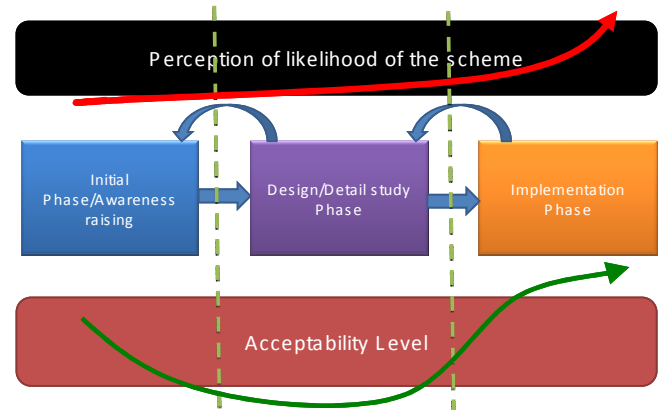 Perception of likelihood of the scheme
Initial
Phase/Awareness
raising
Design/Detail study
Phase
Implementation
Phase
Acceptability Level